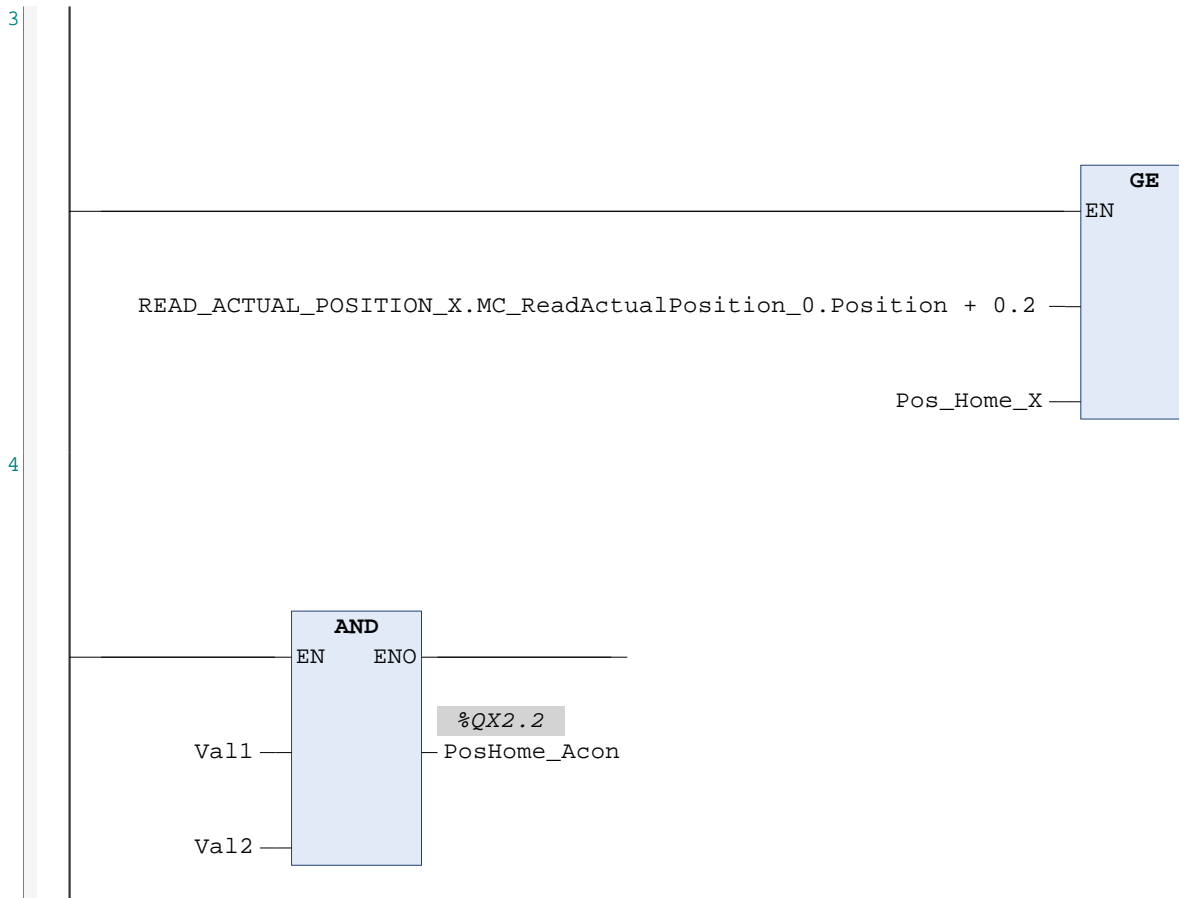 3
GE
EN
READ_ACTUAL_POSITION_X.MC_ReadActualPosition_0.Position + 0.2
Pos_Home_X
4
AND
EN ENO
%QX2.2
Val1 PosHome_Acon
Val2